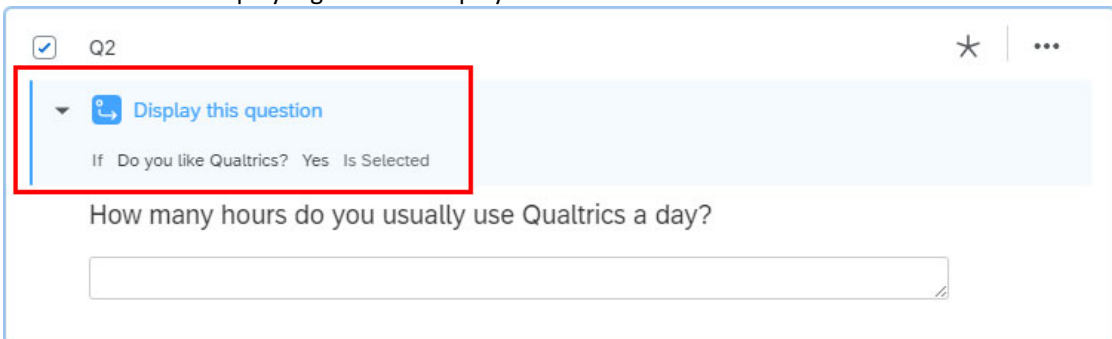 Q2
Display this question
If Do you like Qualtrics? Yes Is Selected
How many hours do you usually use Qualtrics a day?